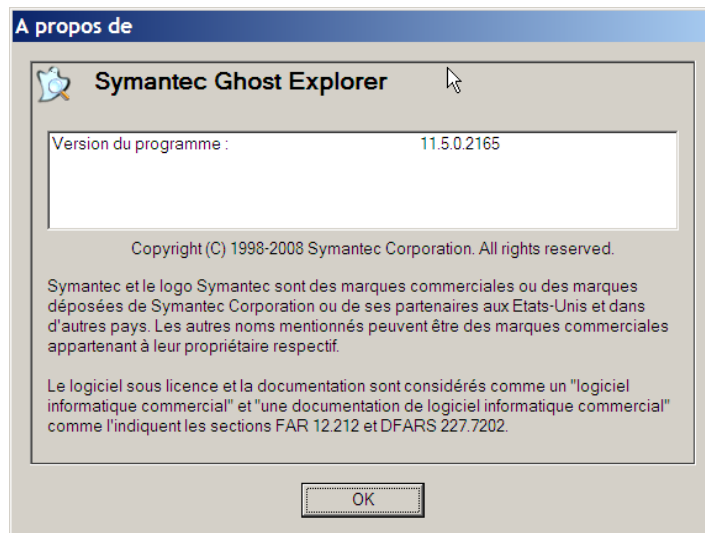 A propos de
Symantec Ghost Explorer
Version du programme : 11.5.0.2165
Copyright (C) 1998-2008 Symantec Corporation. All rights reserved.
Symantec et le logo Symantec sont des marques commerciales ou des marques
déposées de Symantec Corporation ou de ses partenaires aux Etats-Unis et dans
d'autres pays. Les autres noms mentionnés peuvent être des marques commerciales
appartenant à leur propriétaire respectif.
Le logiciel sous licence et la documentation sont considérés comme un "logiciel
informatique commercial" et "une documentation de logiciel informatique commercial"
comme l'indiquent les sections FAR 12.212 et DFARS 227.7202.
OK